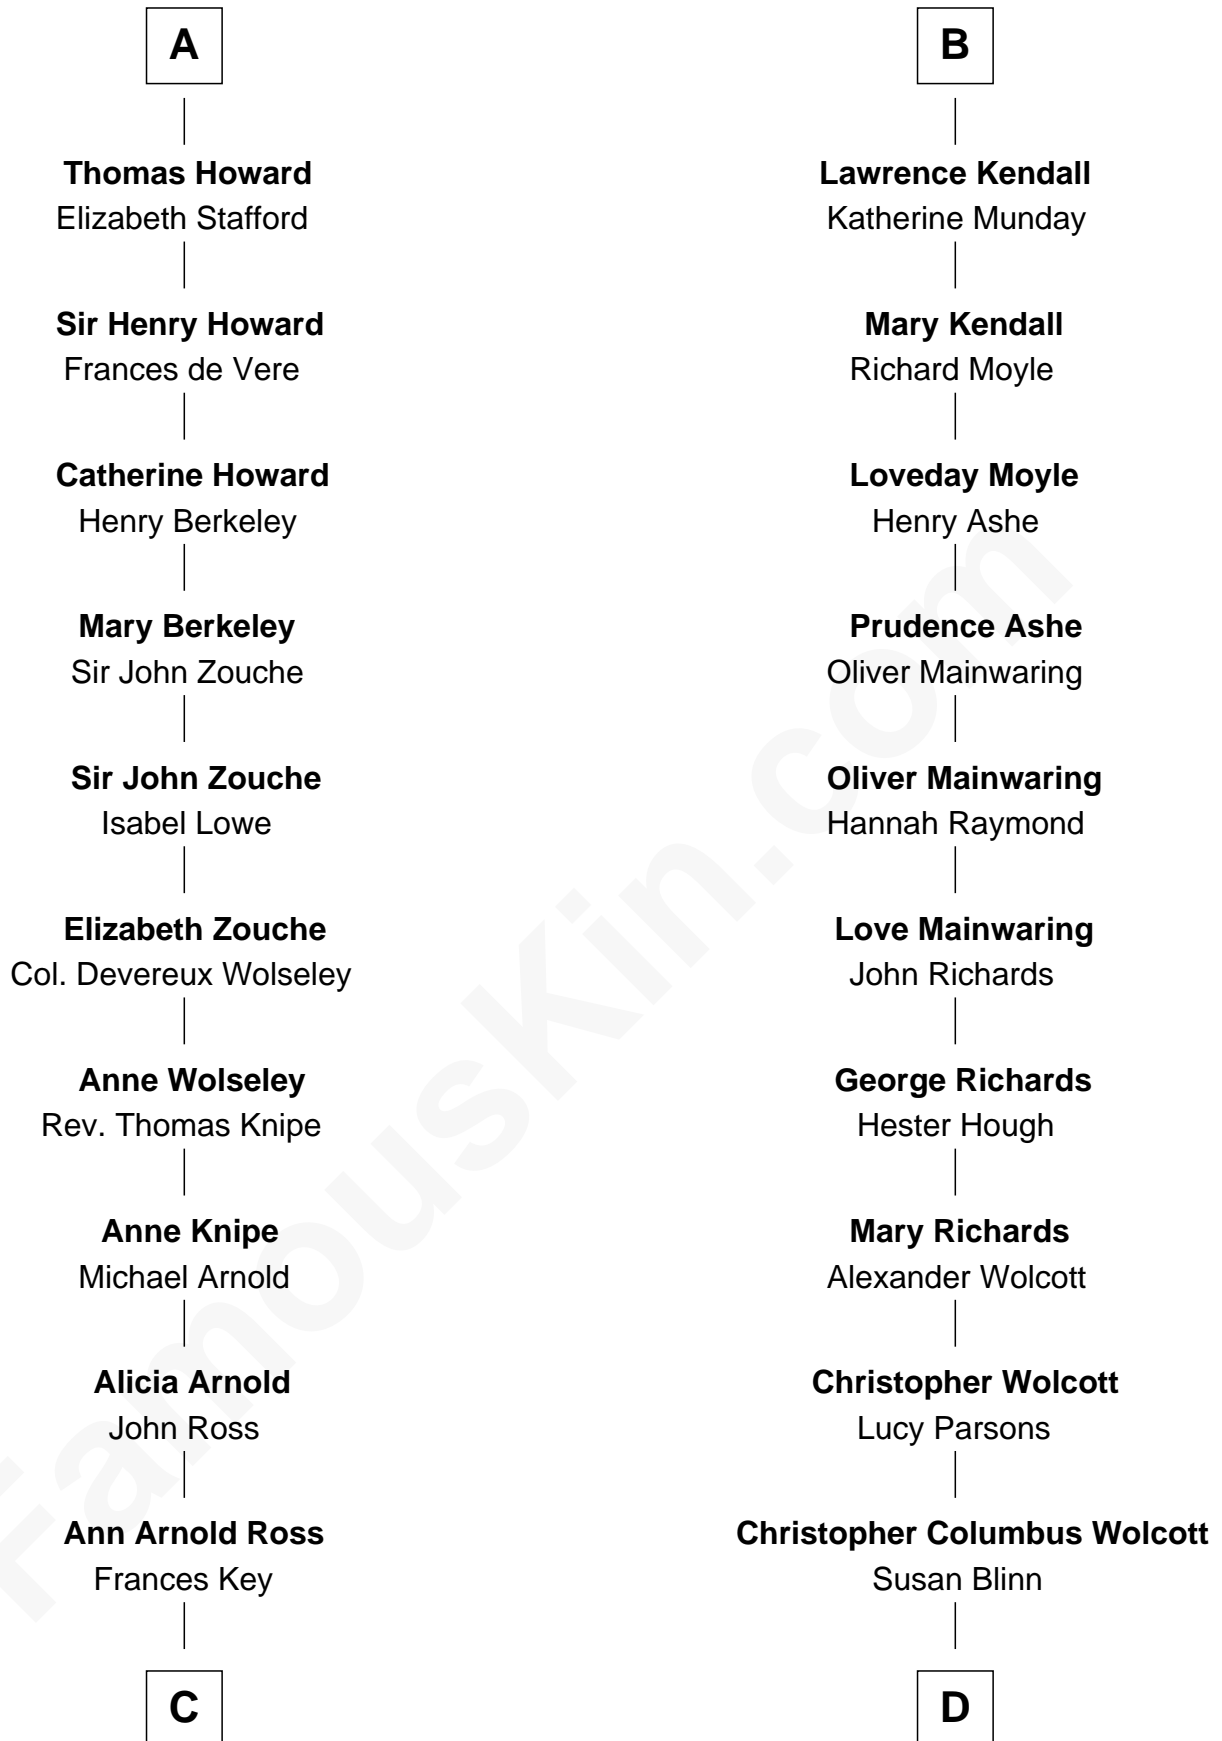 A
Thomas Howard
Elizabeth Stafford
Sir Henry Howard
Frances de Vere
Catherine Howard
Henry Berkeley
Mary Berkeley
Sir John Zouche
Sir John Zouche
Isabel Lowe
Elizabeth Zouche
Col. Devereux Wolseley
Anne Wolseley
Rev. Thomas Knipe
Anne Knipe
Michael Arnold
Alicia Arnold
John Ross
Ann Arnold Ross
Frances Key
C
B
Lawrence Kendall
Katherine Munday
Mary Kendall
Richard Moyle
Loveday Moyle
Henry Ashe
Prudence Ashe
Oliver Mainwaring
Oliver Mainwaring
Hannah Raymond
Love Mainwaring
John Richards
George Richards
Hester Hough
Mary Richards
Alexander Wolcott
Christopher Wolcott
Lucy Parsons
Christopher Columbus Wolcott
Susan Blinn
D
FamousKin.com